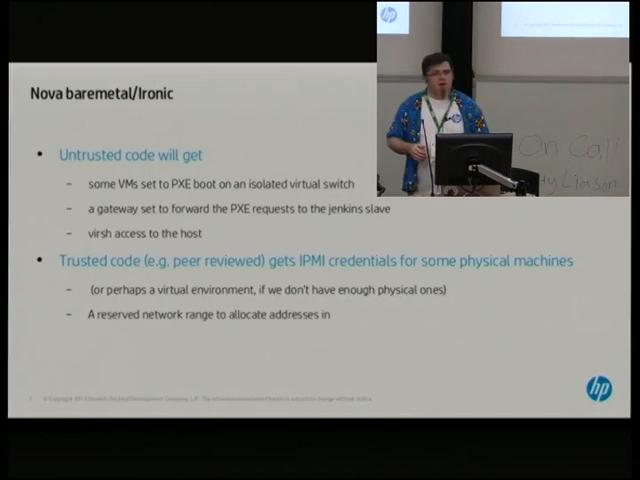 Nova baremetal/Ironic
• Untrusted code will get
– some VMs set to PXE boot on an isolated virtual switch
– a gateway set to forward the PXE requests to the jenkins slave
– virsh access to the host
• Trusted code (e.g. peer reviewed) gets IPMI credentials for some physical machines
– (or perhaps a virtual environment, if we don't have enough physical ones)
– A reserved network range to allocate addresses in
hp
hp
On Call